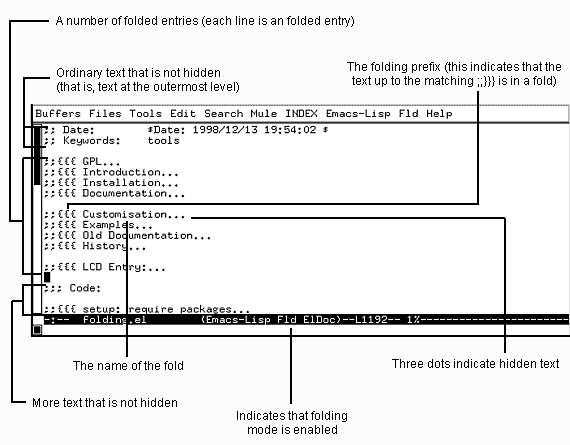 A number of folded entries (each line is an folded entry)
Ordinary text that is not hidden
(that is, text at the outermost level)
The folding prefix (this indicates that the
text up to the matching ;;}}} is in a fold)
Buffers Files Tools Edit Search Mule INDEX Emacs-Lisp Fld Help
;; Date: $Date: 1998/12/13 19:54:02 $
;; Keywords: tools
;;{{{ GPL...
;;{{{ Introduction...
;;{{{ Installation...
;;{{{ Documentation...
;;{{{ Customisation...
;;{{{ Examples...
;;{{{ Old Documentation...
;;{{{ History...
;;{{{ LCD Entry:...
;;; Code:
;;{{{ setup: require packages...
-:-- folding.el (Emacs-Lisp Fld ElDoc)--L1192-- 1%--------------------
The name of the fold
Three dots indicate hidden text
More text that is not hidden
Indicates that folding
mode is enabled